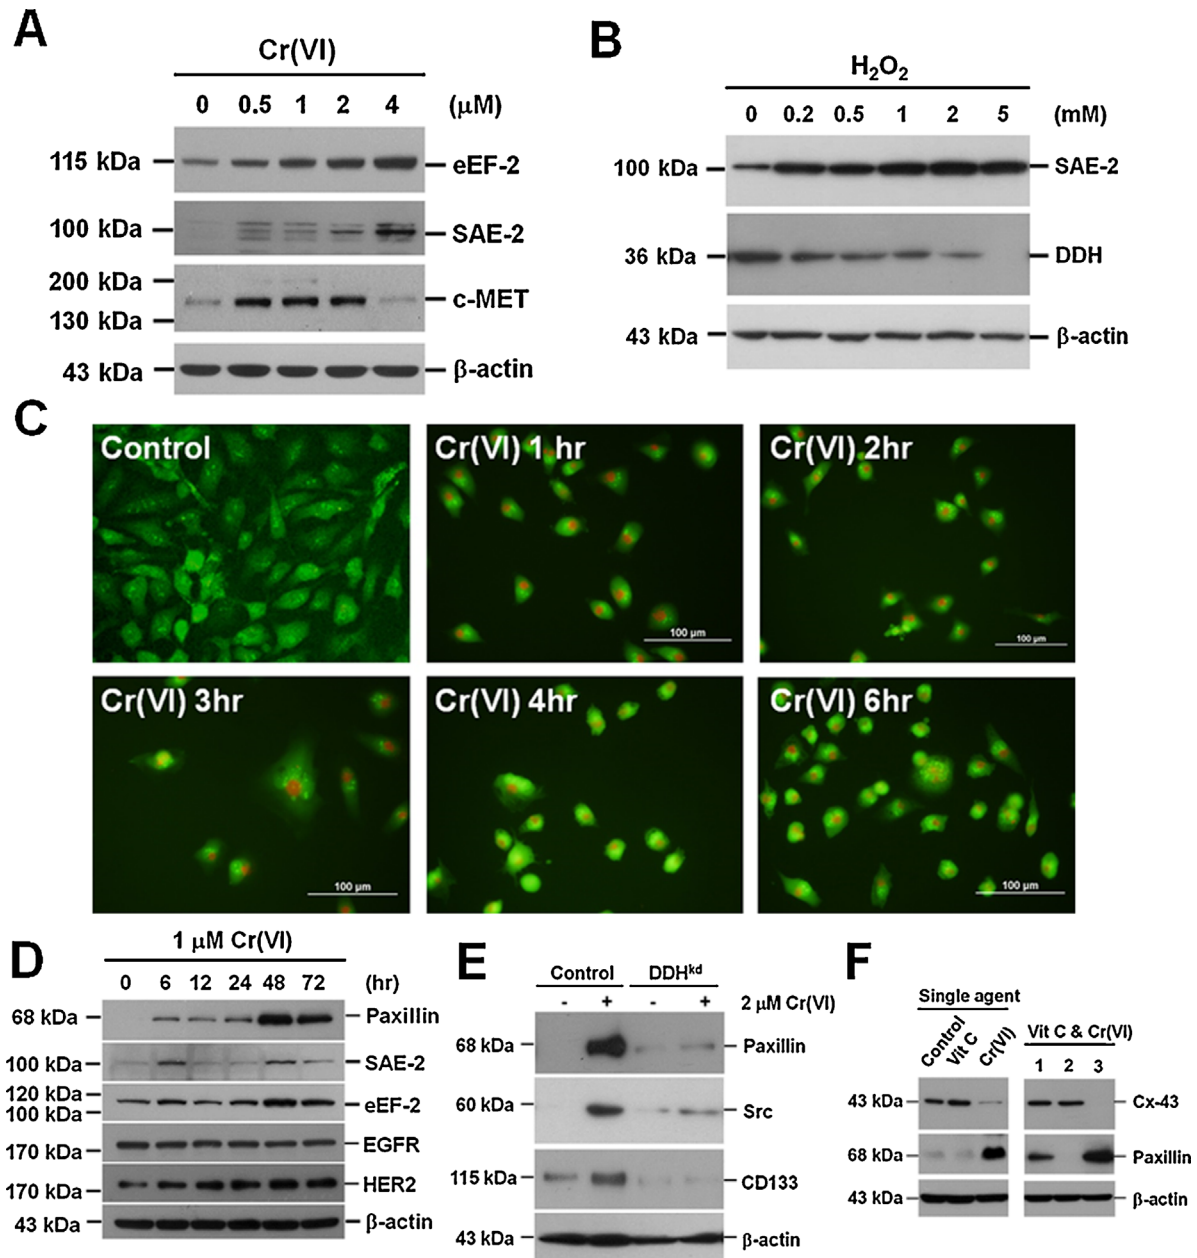 A
Cr(VI)
0 0.5 1 2 4 (μM)
115 kDa eEF-2
100 kDa SAE-2
200 kDa
c-MET
130 kDa
43 kDa β-actin
B
H₂O₂
0 0.2 0.5 1 2 5 (mM)
100 kDa SAE-2
36 kDa DDH
43 kDa β-actin
C
Control
Cr(VI) 1 hr
100 μm
Cr(VI) 2hr
100 μm
Cr(VI) 3hr
100 μm
Cr(VI) 4hr
Cr(VI) 6hr
100 μm
D
1 μM Cr(VI)
0 6 12 24 48 72 (hr)
68 kDa Paxillin
100 kDa SAE-2
120 kDa
eEF-2
100 kDa
EGFR
170 kDa
170 kDa HER2
43 kDa β-actin
E
Control DDHᵏᵈ
- + - + 2 μM Cr(VI)
68 kDa Paxillin
60 kDa Src
115 kDa CD133
43 kDa β-actin
F
Single agent
Control Vit C Cr(VI)
Vit C & Cr(VI)
1 2 3
43 kDa Cx-43
68 kDa Paxillin
43 kDa β-actin